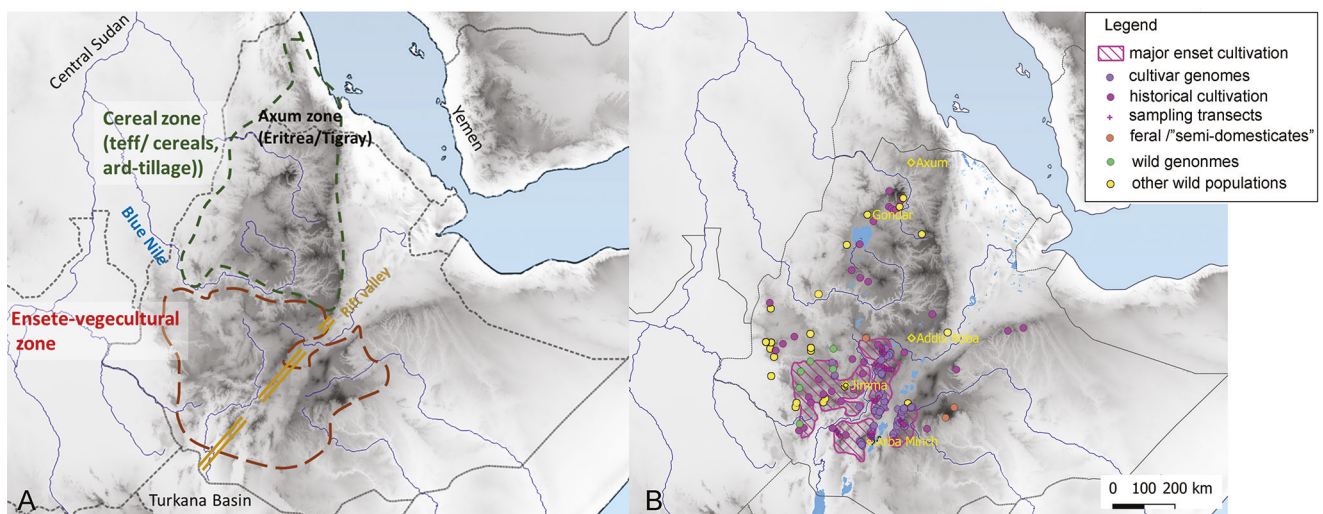 Central Sudan
Cereal zone
(teff/ cereals,
ard-tillage))
Axum zone
(Eritrea/Tigray)
Yemen
Blue Nile
Rift valley
Ensete-vegecultural
zone
Turkana Basin
A
Axum
Gondar
Addis Ababa
Jimma
Arba Minch
B
Legend
major enset cultivation
cultivar genomes
historical cultivation
sampling transects
feral /"semi-domesticates"
wild genonmes
other wild populations
0 100 200 km